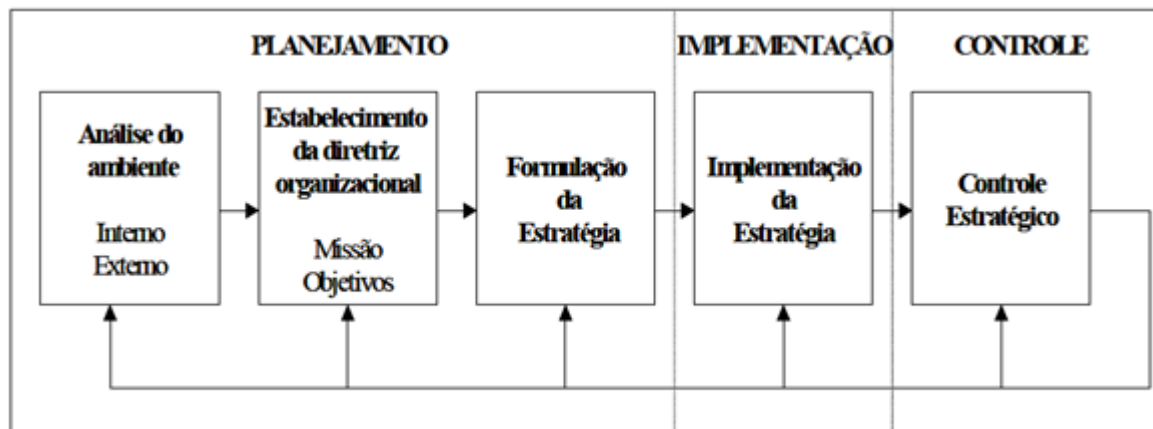 PLANEJAMENTO
IMPLEMENTAÇÃO
CONTROLE
Análise do
ambiente
Interno
Externo
Estabelecimento
da diretriz
organizacional
Missão
Objetivos
Formulação
da
Estratégia
Implementação
da
Estratégia
Controle
Estratégico